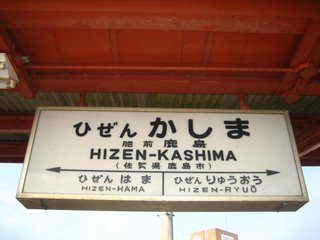 ひぜん かしま
肥前鹿島
HIZEN-KASHIMA
(佐賀県鹿島市)
ひぜん はま ひぜんりゅうおう
HIZEN-HAMA HIZEN-RYUŌ